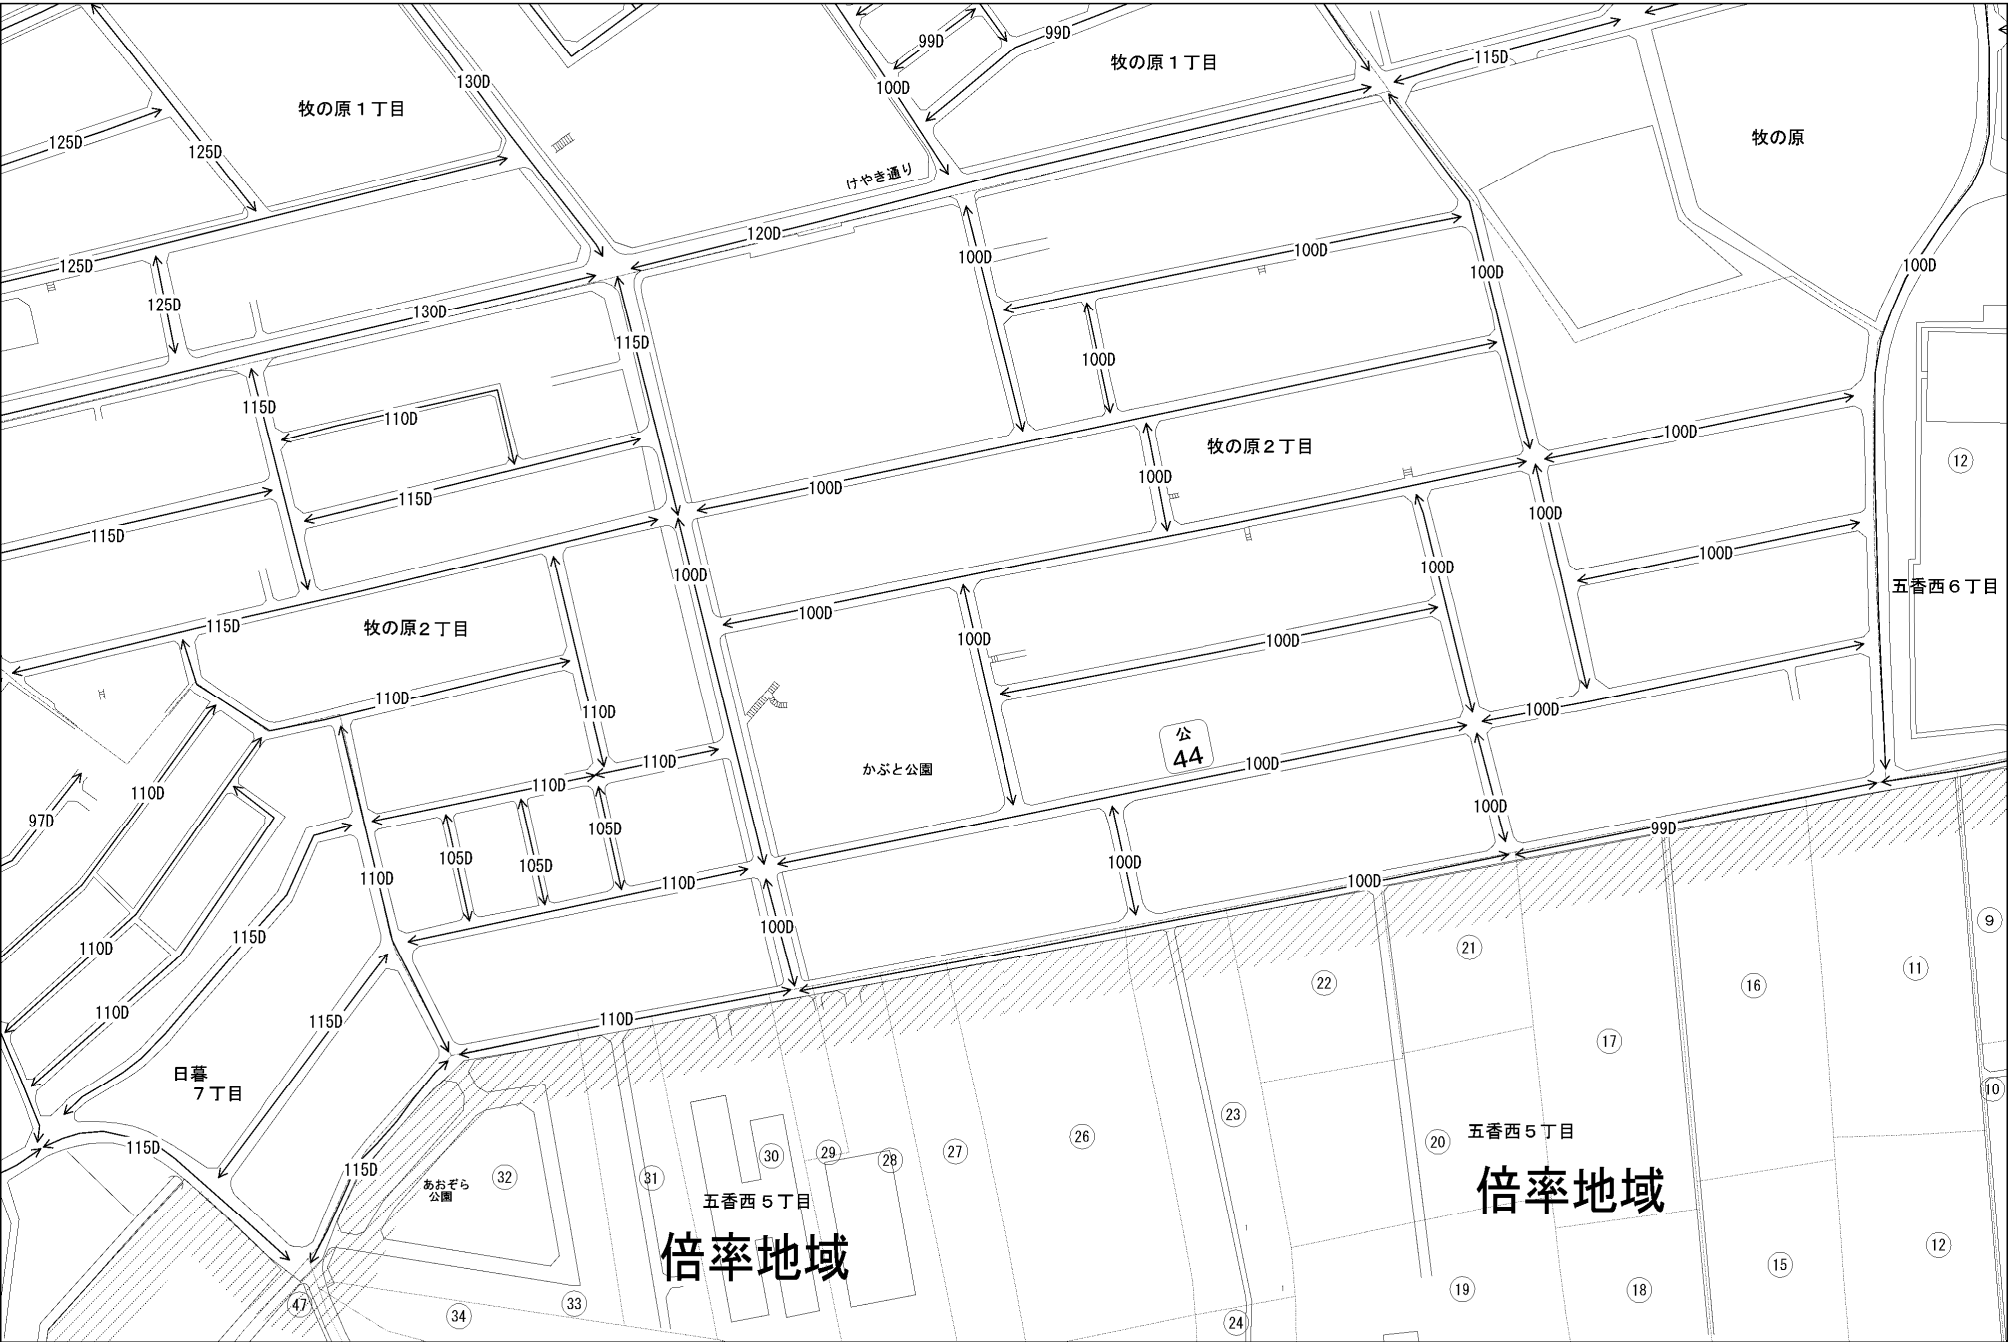 99D
99D
130D
100D
115D
牧の原１丁目
牧の原１丁目
牧の原
125D
125D
けやき通り
120D
100D
100D
100D
100D
125D
125D
130D
115D
100D
115D
110D
100D
牧の原２丁目
12
115D
100D
100D
100D
115D
100D
100D
100D
五香西６丁目
115D
牧の原２丁目
100D
100D
100D
110D
110D
100D
公
44
110D
110D
かぶと公園
100D
110D
97D
100D
105D
99D
105D
105D
100D
110D
110D
100D
115D
100D
9
110D
21
11
22
16
110D
115D
110D
17
日暮
７丁目
10
23
五香西５丁目
26
20
115D
27
30
29
28
115D
32
31
あおぞら
公園
倍率地域
五香西５丁目
倍率地域
12
15
47
33
34
19
18
24